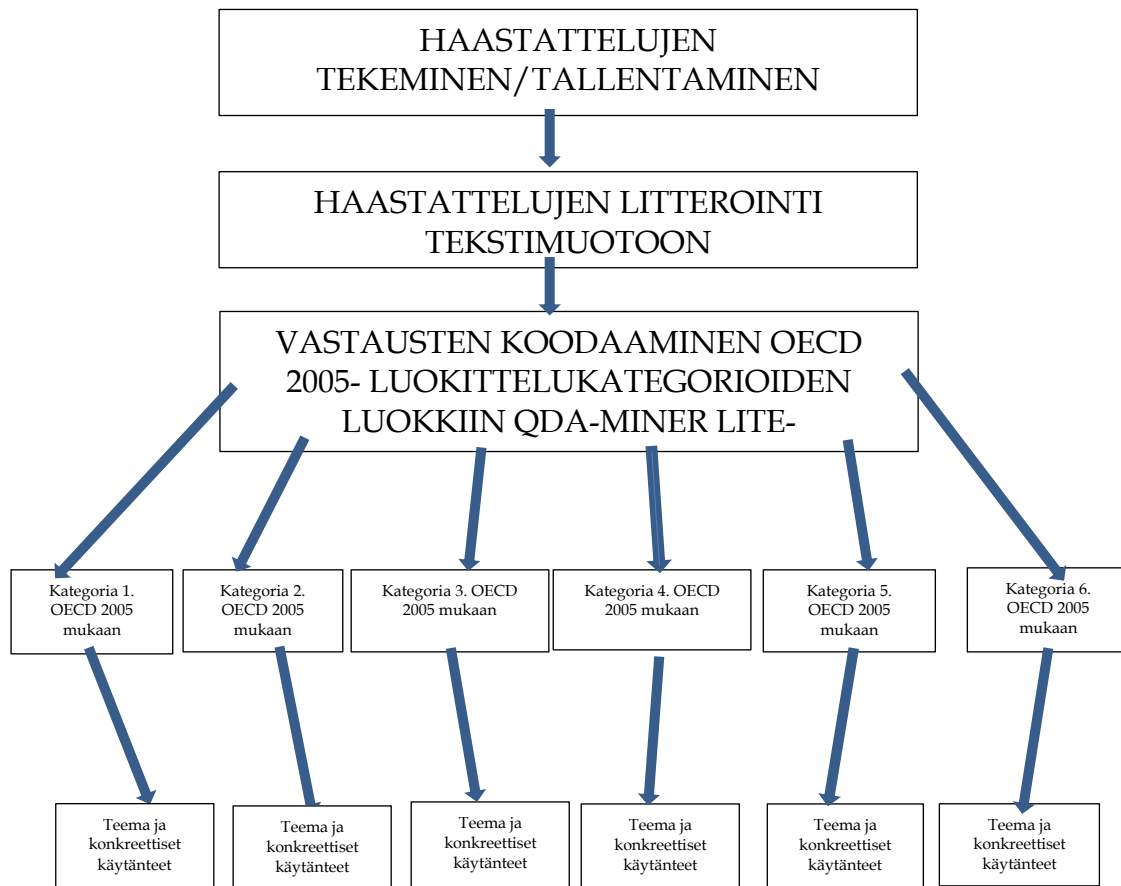 HAASTATTELUJEN
TEKEMINEN/TALLENTAMINEN
HAASTATTELUJEN LITTEROINTI
TEKSTIMUOTOON
VASTAUSTEN KOODAAMINEN OECD
2005- LUOKITTELUKATEGORIOIDEN
LUOKKIIN QDA-MINER LITE-
Kategoria 1.
OECD 2005
mukaan
Kategoria 2.
OECD 2005
mukaan
Kategoria 3. OECD
2005 mukaan
Kategoria 4. OECD
2005 mukaan
Kategoria 5.
OECD 2005
mukaan
Kategoria 6.
OECD 2005
mukaan
Teema ja
konkreettiset
käytänteet
Teema ja
konkreettiset
käytänteet
Teema ja
konkreettiset
käytänteet
Teema ja
konkreettiset
käytänteet
Teema ja
konkreettiset
käytänteet
Teema ja
konkreettiset
käytänteet